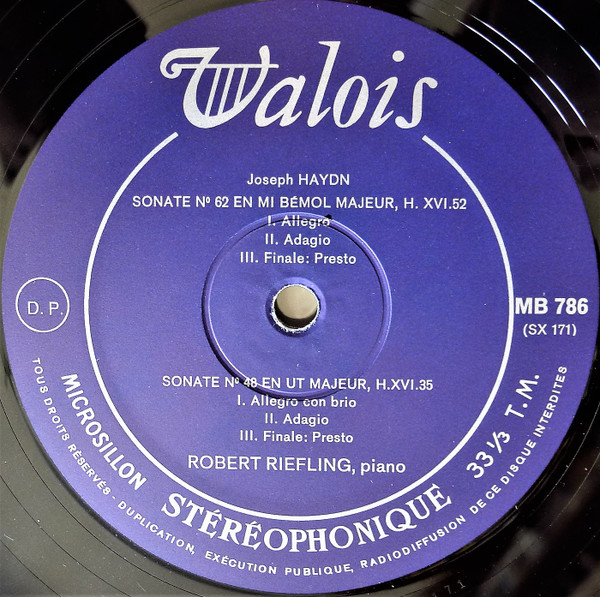 Valois
Joseph HAYDN
SONATE Nº 62 EN MI BÉMOL MAJEUR, H. XVI.52
I. Allegro
II. Adagio
III. Finale: Presto
D. P.
MB 786
(SX 171)
SONATE Nº 48 EN UT MAJEUR, H.XVI.35
I. Allegro con brio
II. Adagio
III. Finale: Presto
ROBERT RIEFLING, piano
MICROSILLON STÉRÉOPHONIQUE 33 1/3 T. M.
TOUS DROITS RÉSERVÉS - DUPLICATION, EXÉCUTION PUBLIQUE, RADIODIFFUSION DE CE DISQUE INTERDITES